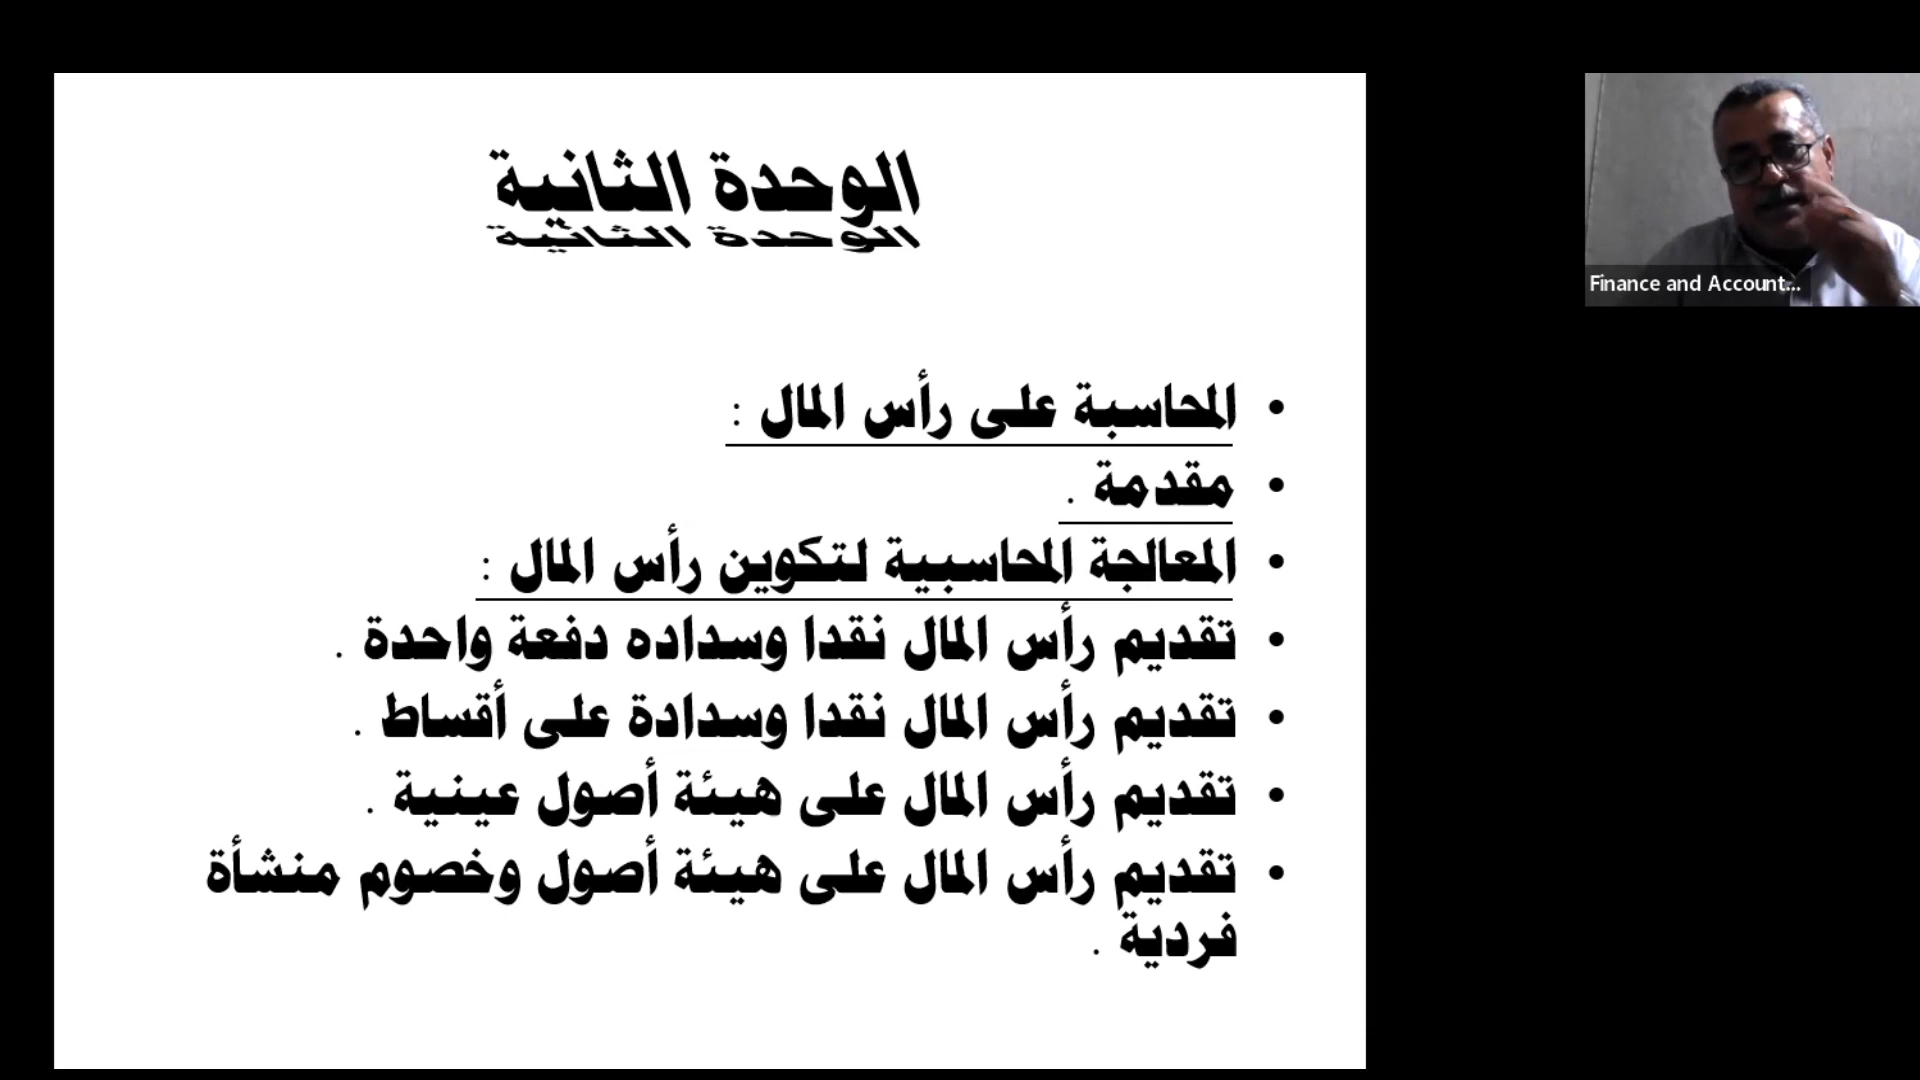 الوحدة الثانية
• المحاسبة على رأس المال :
• مقدمة .
• المعالجة المحاسبية لتكوين رأس المال :
• تقديم رأس المال نقدا وسداده دفعة واحدة .
• تقديم رأس المال نقدا وسدادة على أقساط .
• تقديم رأس المال على هيئة أصول عينية .
• تقديم رأس المال على هيئة أصول وخصوم منشأة
فردية .
Finance and Account...